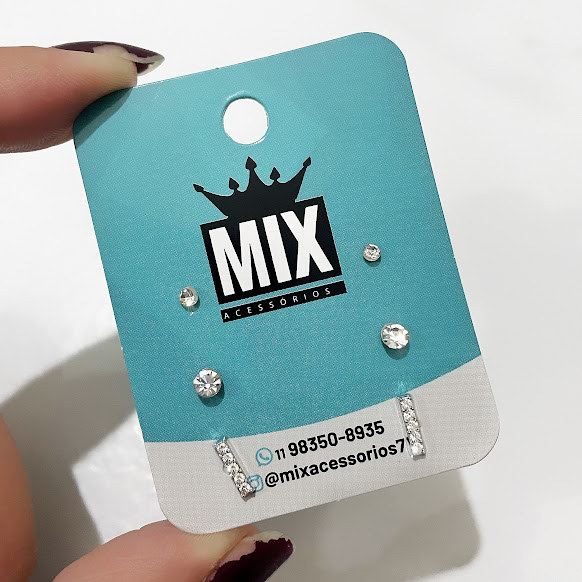 MIX
ACESSÓRIOS
11 98350-8935
@mixacessorios7